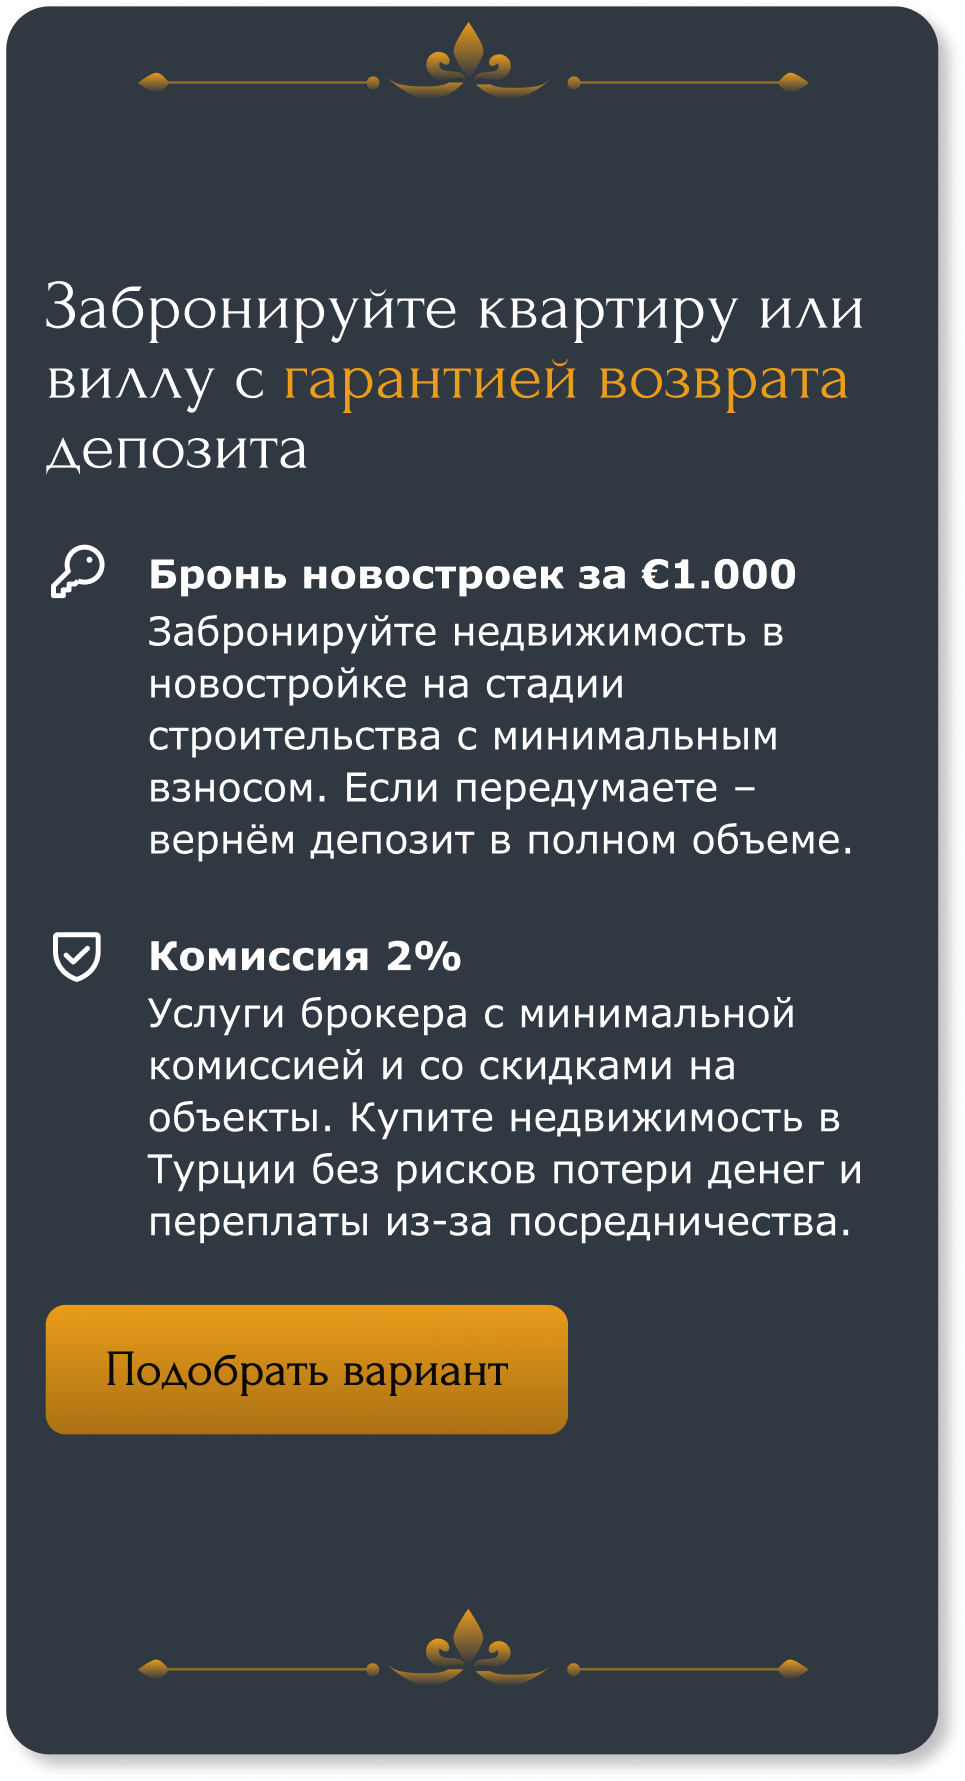 Забронируйте квартиру или
виллу с гарантией возврата
депозита
Бронь новостроек за €1.000
Забронируйте недвижимость в
новостройке на стадии
строительства с минимальным
взносом. Если передумаете –
вернём депозит в полном объеме.
Комиссия 2%
Услуги брокера с минимальной
комиссией и со скидками на
объекты. Купите недвижимость в
Турции без рисков потери денег и
переплаты из-за посредничества.
Подобрать вариант